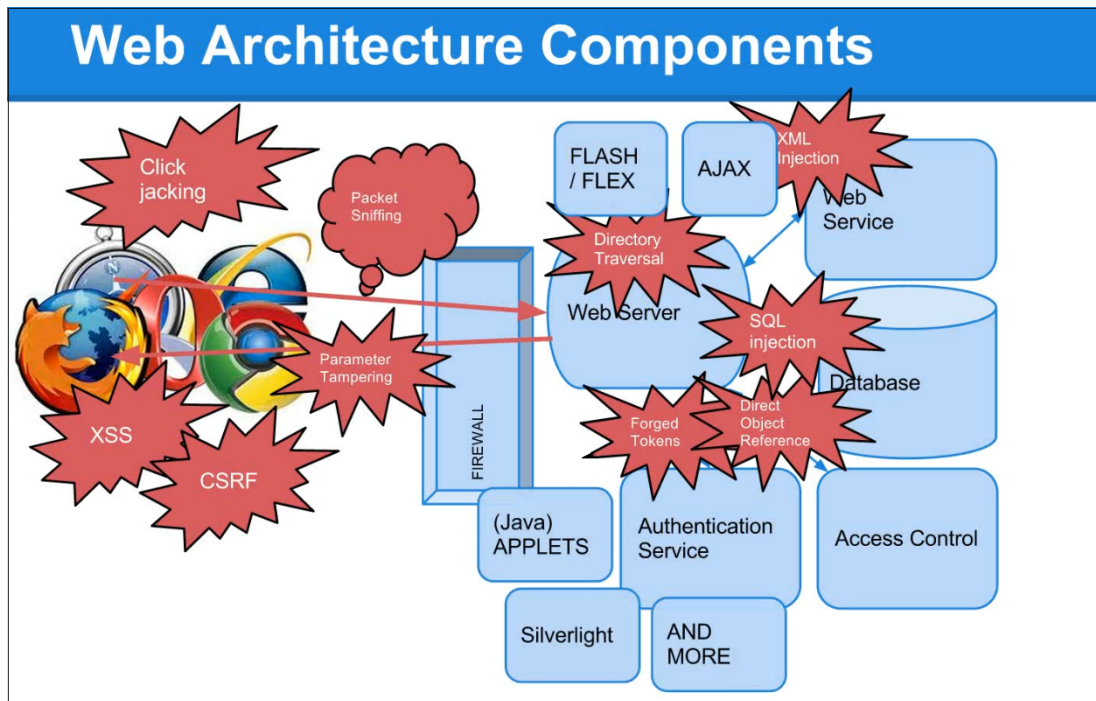 Web Architecture Components
Click
jacking
Packet
Sniffing
FLASH
/ FLEX
AJAX
XML
Injection
Web
Service
Directory
Traversal
Web Server
SQL
injection
Database
Parameter
Tampering
FIREWALL
XSS
CSRF
Forged
Tokens
Direct
Object
Reference
(Java)
APPLETS
Authentication
Service
Access Control
Silverlight
AND
MORE